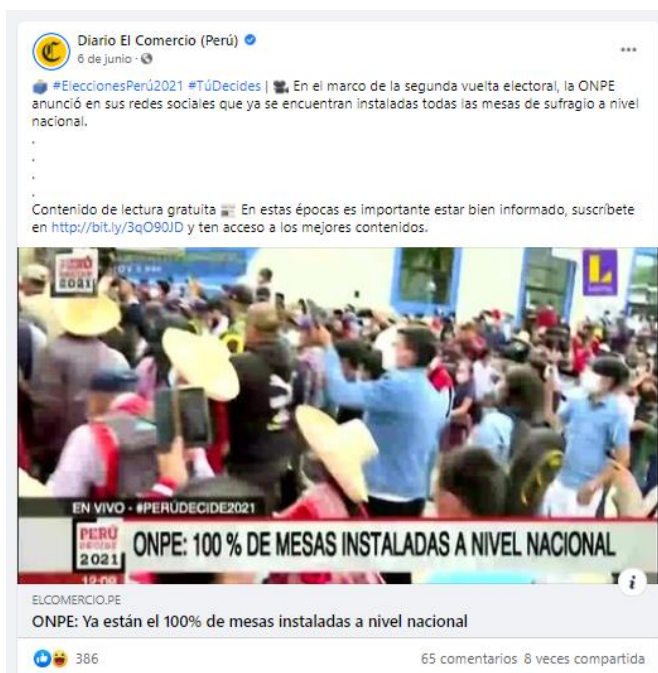 Diario El Comercio (Perú)
6 de junio ·
#EleccionesPerú2021 #TúDecides | En el marco de la segunda vuelta electoral, la ONPE
anunció en sus redes sociales que ya se encuentran instaladas todas las mesas de sufragio a nivel
nacional.
.
.
.
.
Contenido de lectura gratuita En estas épocas es importante estar bien informado, suscríbete
en http://bit.ly/3qO90JD y ten acceso a los mejores contenidos.
PERÚ
DECIDE
2021
L
EN VIVO - #PERÚDECIDE2021
PERÚ
DECIDE
2021
ONPE: 100 % DE MESAS INSTALADAS A NIVEL NACIONAL
12:09
ELCOMERCIO.PE
ONPE: Ya están el 100% de mesas instaladas a nivel nacional
386
65 comentarios 8 veces compartida